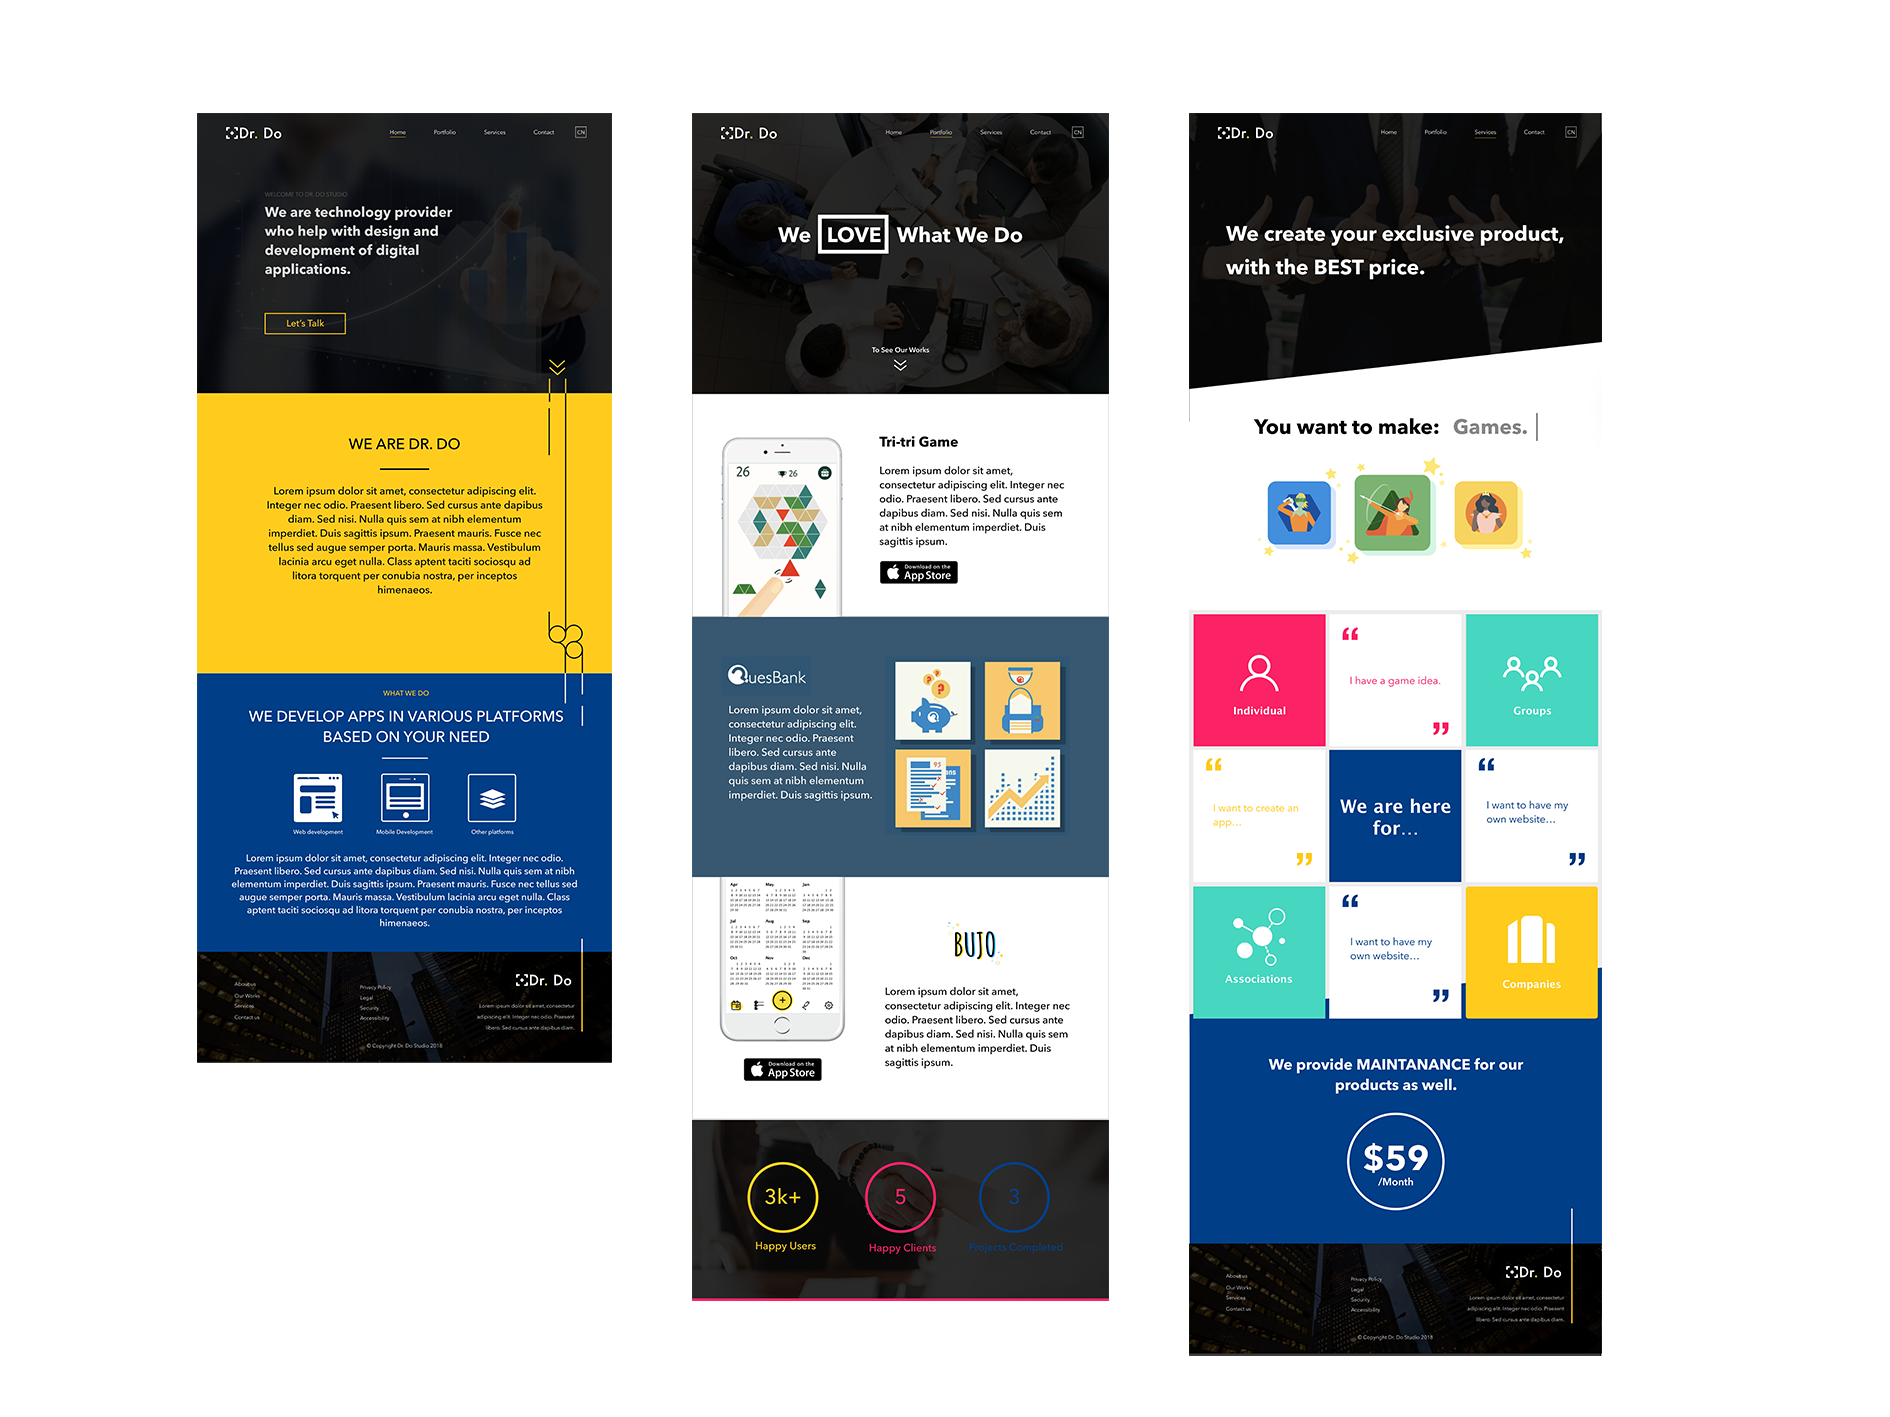 Dr. Do
Home
Portfolio
Services
Contact
CN
WELCOME TO DR. DO STUDIO
We are technology provider
who help with design and
development of digital
applications.
Let's Talk
WE ARE DR. DO
Lorem ipsum dolor sit amet, consectetur adipiscing elit.
Integer nec odio. Praesent libero. Sed cursus ante dapibus
diam. Sed nisi. Nulla quis sem at nibh elementum
imperdiet. Duis sagittis ipsum. Praesent mauris. Fusce nec
tellus sed augue semper porta. Mauris massa. Vestibulum
lacinia arcu eget nulla. Class aptent taciti sociosqu ad
litora torquent per conubia nostra, per inceptos
himenaeos.
WHAT WE DO
WE DEVELOP APPS IN VARIOUS PLATFORMS
BASED ON YOUR NEED
Web development
Mobile Development
Other platforms
Lorem ipsum dolor sit amet, consectetur adipiscing elit. Integer nec odio.
Praesent libero. Sed cursus ante dapibus diam. Sed nisi. Nulla quis sem at nibh
elementum imperdiet. Duis sagittis ipsum. Praesent mauris. Fusce nec tellus sed
augue semper porta. Mauris massa. Vestibulum lacinia arcu eget nulla. Class
aptent taciti sociosqu ad litora torquent per conubia nostra, per inceptos
himenaeos.
About us
Our Works
Services
Contact us
Privacy Policy
Legal
Security
Accessibility
Dr. Do
Lorem ipsum dolor sit amet, consectetur
adipiscing elit. Integer nec odio. Praesent
libero. Sed cursus ante dapibus diam.
© Copyright Dr. Do Studio 2018
Dr. Do
Home
Portfolio
Services
Contact
CN
We LOVE What We Do
To See Our Works
26
26
Tri-tri Game
Lorem ipsum dolor sit amet,
consectetur adipiscing elit. Integer nec
odio. Praesent libero. Sed cursus ante
dapibus diam. Sed nisi. Nulla quis sem
at nibh elementum imperdiet. Duis
sagittis ipsum.
Download on the
App Store
QuesBank
Lorem ipsum dolor sit amet,
consectetur adipiscing elit.
Integer nec odio. Praesent
libero. Sed cursus ante
dapibus diam. Sed nisi. Nulla
quis sem at nibh elementum
imperdiet. Duis sagittis ipsum.
Apr
May
Jun
Jul
Aug
Sep
Oct
Nov
Dec
Download on the
App Store
BUJO
Lorem ipsum dolor sit amet,
consectetur adipiscing elit. Integer nec
odio. Praesent libero. Sed cursus ante
dapibus diam. Sed nisi. Nulla quis sem
at nibh elementum imperdiet. Duis
sagittis ipsum.
3k+
Happy Users
5
Happy Clients
3
Projects Completed
Dr. Do
Home
Portfolio
Services
Contact
CN
We create your exclusive product,
with the BEST price.
You want to make: Games.
Individual
“
I have a game idea.
”
Groups
“
I want to create an
app...
”
We are here
for...
“
I want to have my
own website...
”
Associations
“
I want to have my
own website...
”
Companies
We provide MAINTANANCE for our
products as well.
$59
/Month
About us
Our Works
Services
Contact us
Privacy Policy
Legal
Security
Accessibility
Dr. Do
Lorem ipsum dolor sit amet, consectetur
adipiscing elit. Integer nec odio. Praesent
libero. Sed cursus ante dapibus diam.
© Copyright Dr. Do Studio 2018